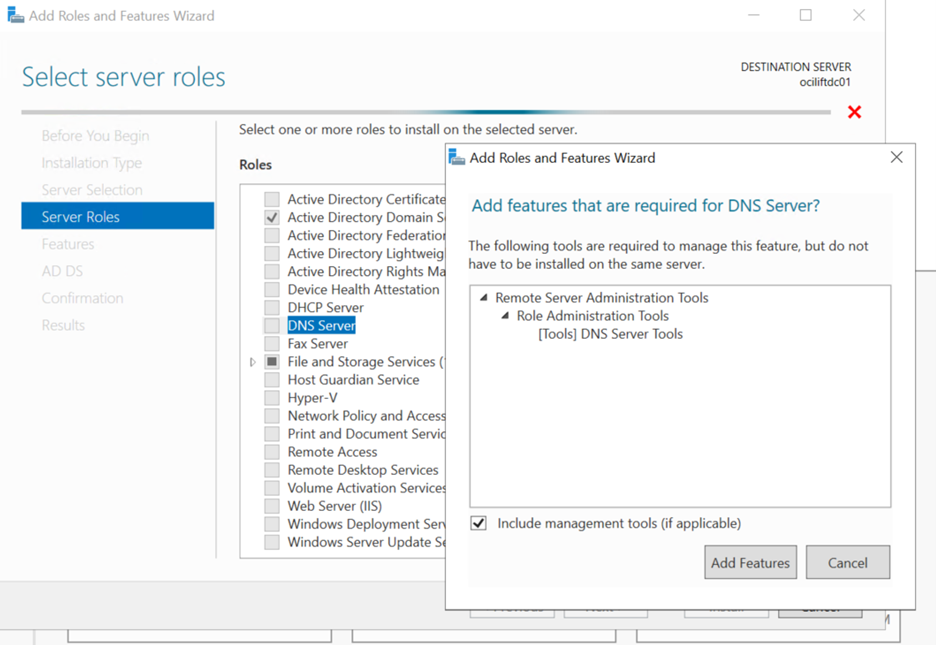 Add Roles and Features Wizard
Select server roles
DESTINATION SERVER
ociliftdc01
Before You Begin
Installation Type
Server Selection
Server Roles
Features
AD DS
Confirmation
Results
Select one or more roles to install on the selected server.
Roles
Active Directory Certificate
Active Directory Domain
Active Directory Federation
Active Directory
Active Directory Rights
Device Health Attestation
DHCP Server
DNS Server
Fax Server
File and Storage Services
Host Guardian Service
Hyper-V
Network Policy and Access
Print and Document
Remote Access
Remote Desktop Services
Volume Activation Services
Web Server (IIS)
Windows Deployment
Windows Server Update
Add Roles and Features Wizard
Add features that are required for DNS Server?
The following tools are required to manage this feature, but do not
have to be installed on the same server.
Remote Server Administration Tools
Role Administration Tools
[Tools] DNS Server Tools
Include management tools (if applicable)
Add Features
Cancel